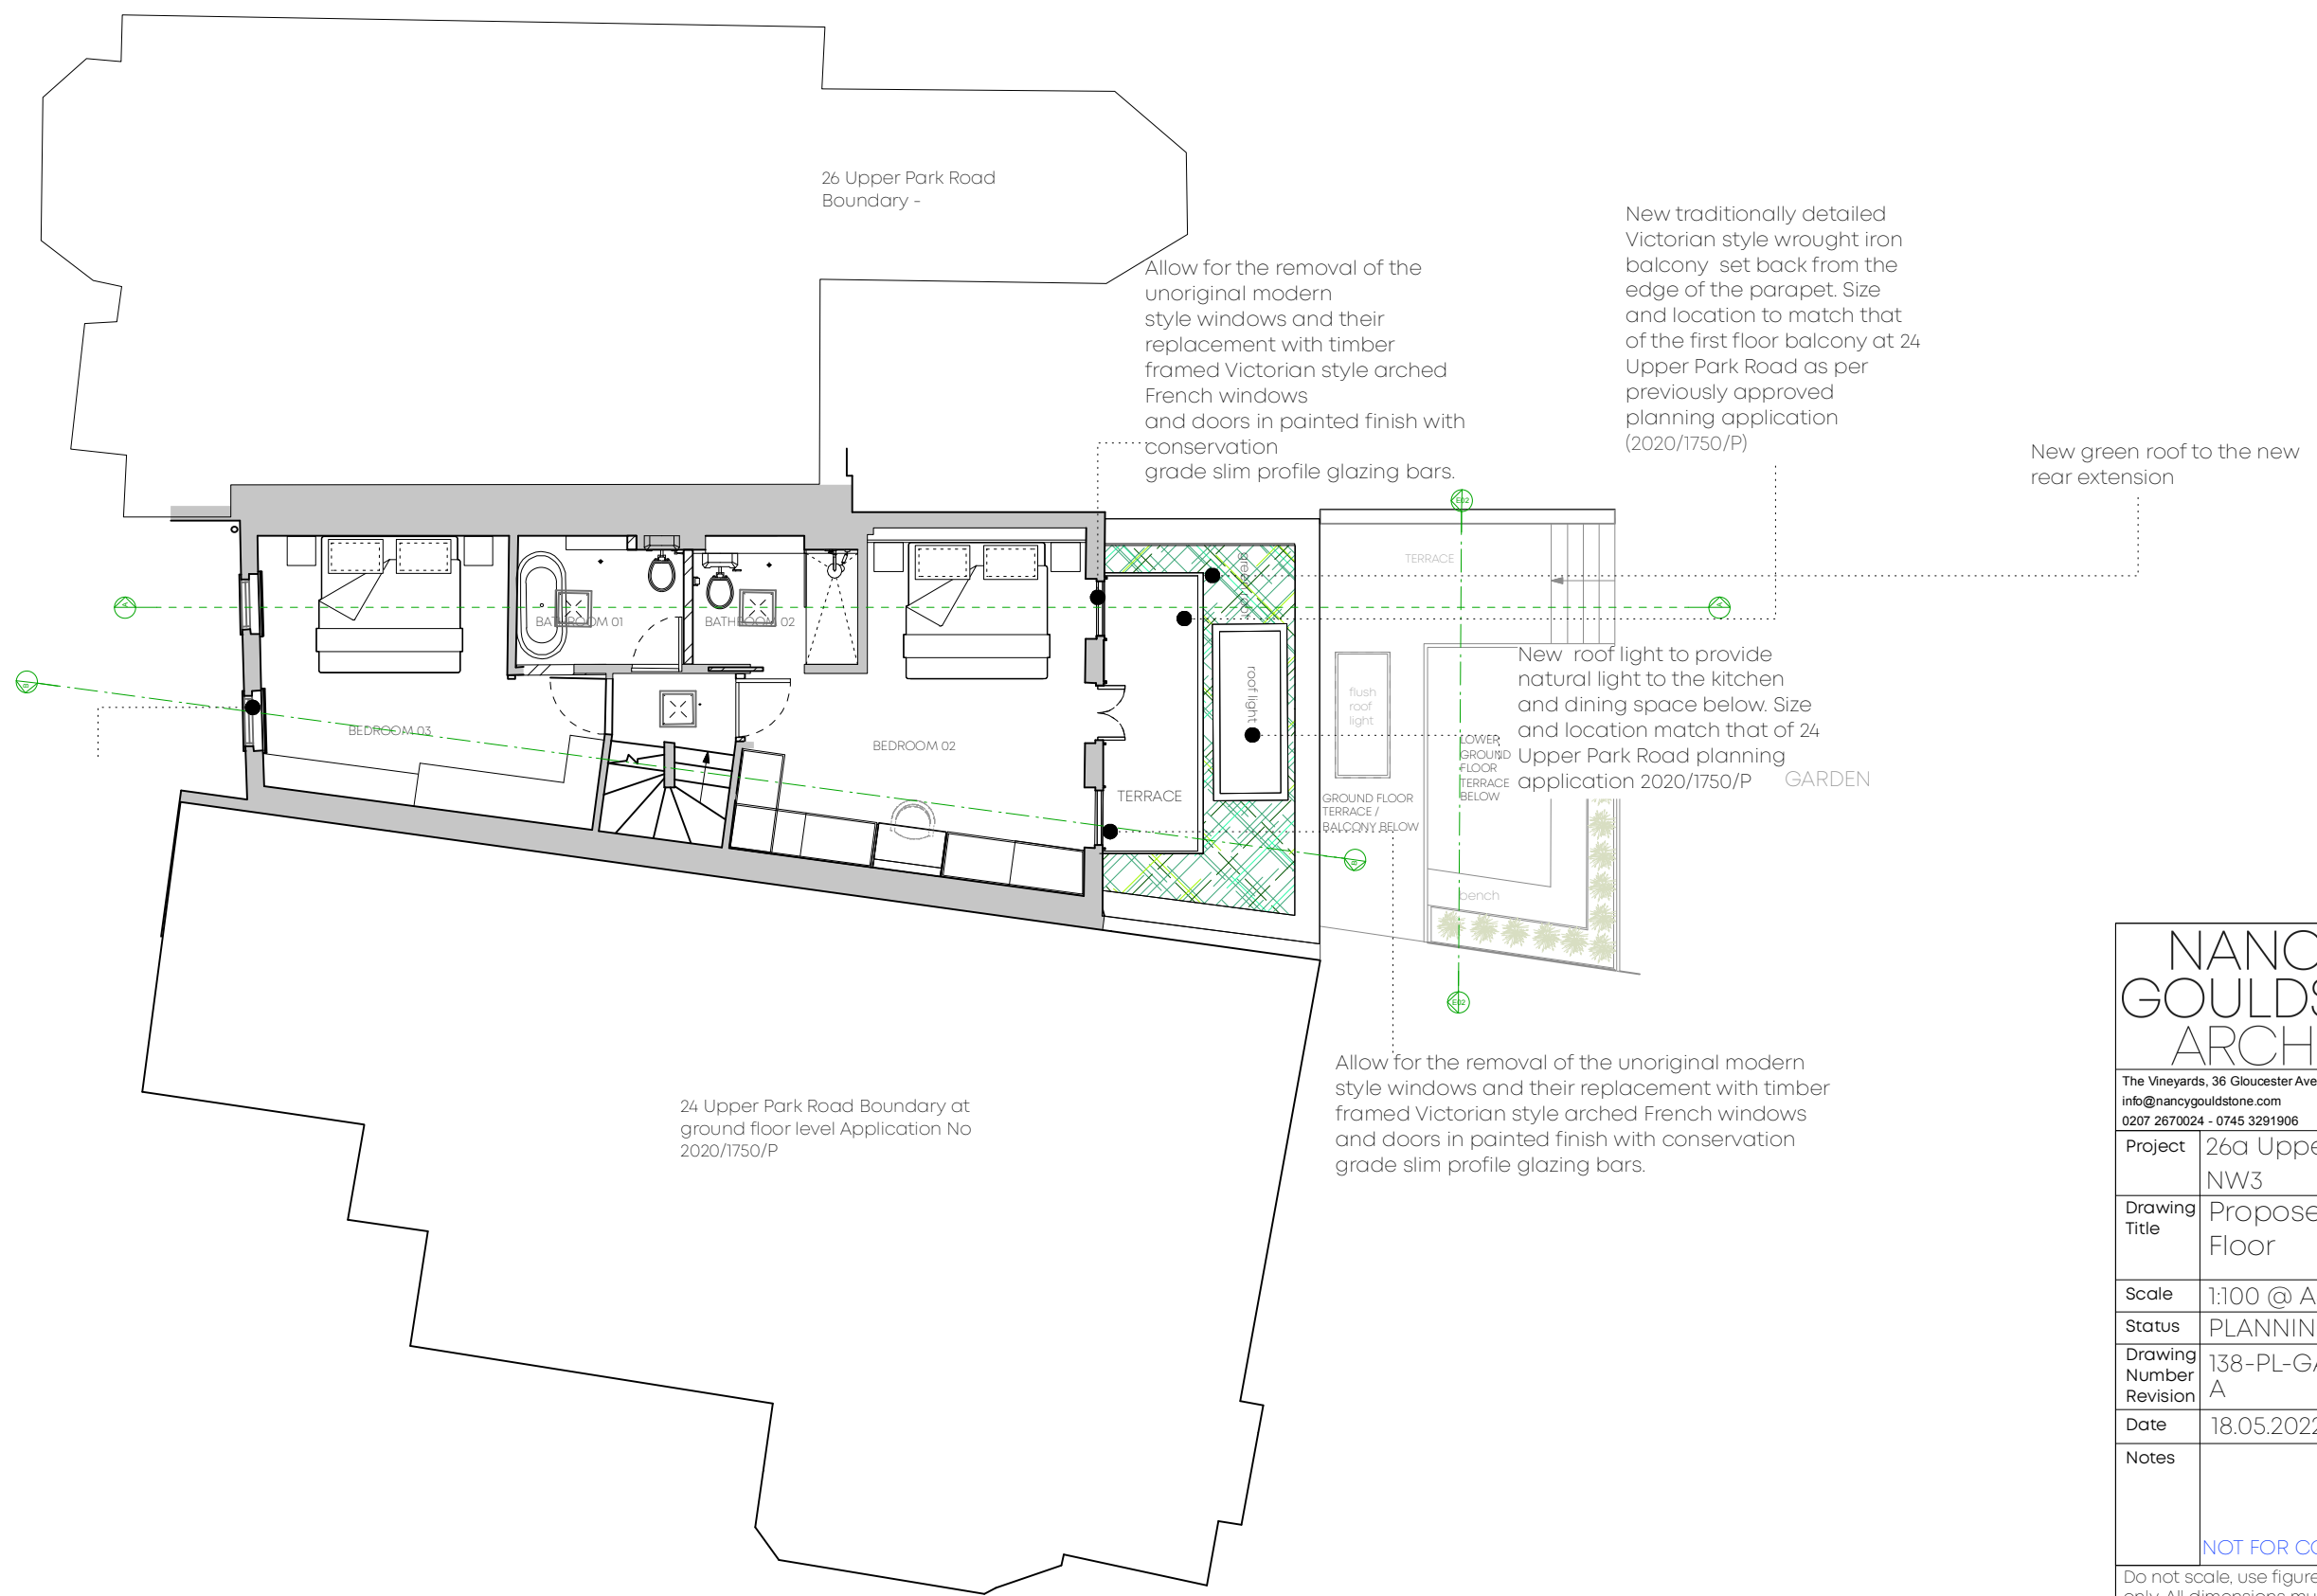 26 Upper Park Road
Boundary -
Allow for the removal of the
unoriginal modern
style windows and their
replacement with timber
framed Victorian style arched
French windows
and doors in painted finish with
conservation
grade slim profile glazing bars.
New traditionally detailed
Victorian style wrought iron
balcony set back from the
edge of the parapet. Size
and location to match that
of the first floor balcony at 24
Upper Park Road as per
previously approved
planning application
(2020/1750/P)
New green roof to the new
rear extension
E02
TERRACE
green roof
A
A
BATHROOM 01
BATHROOM 02
B
BEDROOM 03
BEDROOM 02
roof light
flush
roof
light
New roof light to provide
natural light to the kitchen
and dining space below. Size
and location match that of 24
Upper Park Road planning
application 2020/1750/P
GARDEN
LOWER
GROUND
FLOOR
TERRACE
BELOW
TERRACE
GROUND FLOOR
TERRACE /
BALCONY BELOW
B
bench
E02
Allow for the removal of the unoriginal modern
style windows and their replacement with timber
framed Victorian style arched French windows
and doors in painted finish with conservation
grade slim profile glazing bars.
24 Upper Park Road Boundary at
ground floor level Application No
2020/1750/P
NANC
GOULDS
ARCH
The Vineyards, 36 Gloucester Ave
info@nancygouldstone.com
0207 2670024 - 0745 3291906
Project
26a Uppe
NW3
Drawing
Title
Propose
Floor
Scale
1:100 @ A
Status
PLANNIN
Drawing
Number
Revision
138-PL-GA
A
Date
18.05.2022
Notes
NOT FOR CO
Do not scale, use figure
only. All dimensions mu